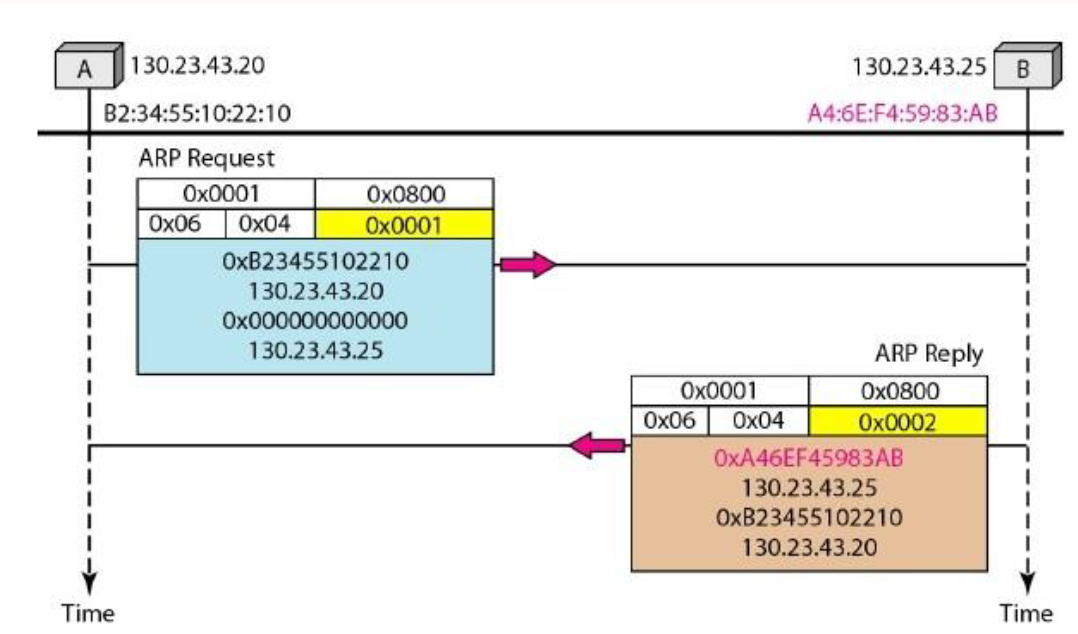 A 130.23.43.20
130.23.43.25 B
B2:34:55:10:22:10
A4:6E:F4:59:83:AB
ARP Request
0x0001 0x0800
0x06 0x04 0x0001
0xB23455102210
130.23.43.20
0x000000000000
130.23.43.25
ARP Reply
0x0001 0x0800
0x06 0x04 0x0002
0xA46EF45983AB
130.23.43.25
0xB23455102210
130.23.43.20
Time
Time